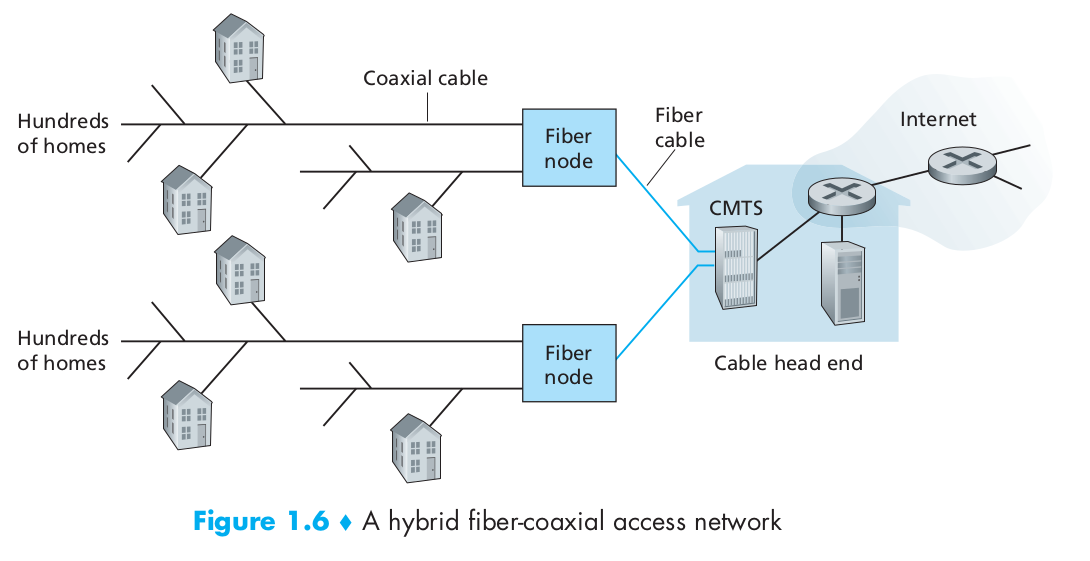 Coaxial cable
Hundreds
of homes
Fiber
node
Fiber
cable
Internet
CMTS
Hundreds
of homes
Fiber
node
Cable head end
Figure 1.6 ♦ A hybrid fiber-coaxial access network